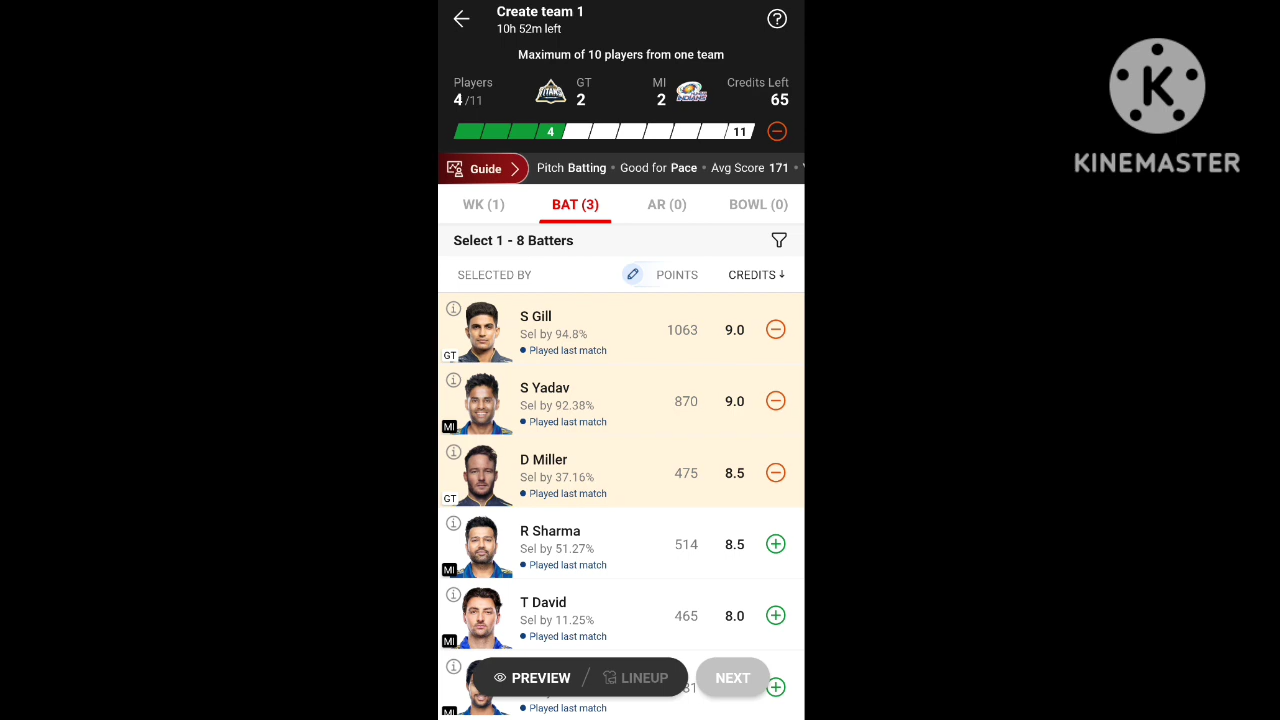 Create team 1
10h 52m left
Maximum of 10 players from one team
Players
4/11
TITANS
GT
2
MI
2
INDIANS
Credits Left
65
4
11
Guide
Pitch Batting • Good for Pace • Avg Score 171 •
WK (1)
BAT (3)
AR (0)
BOWL (0)
Select 1 - 8 Batters
SELECTED BY
POINTS
CREDITS↓
S Gill
Sel by 94.8%
1063
9.0
GT
Played last match
S Yadav
Sel by 92.38%
870
9.0
MI
Played last match
D Miller
Sel by 37.16%
475
8.5
GT
Played last match
R Sharma
Sel by 51.27%
514
8.5
MI
Played last match
T David
Sel by 11.25%
465
8.0
MI
Played last match
PREVIEW / LINEUP
NEXT
MI
Played last match
K
KINEMASTER